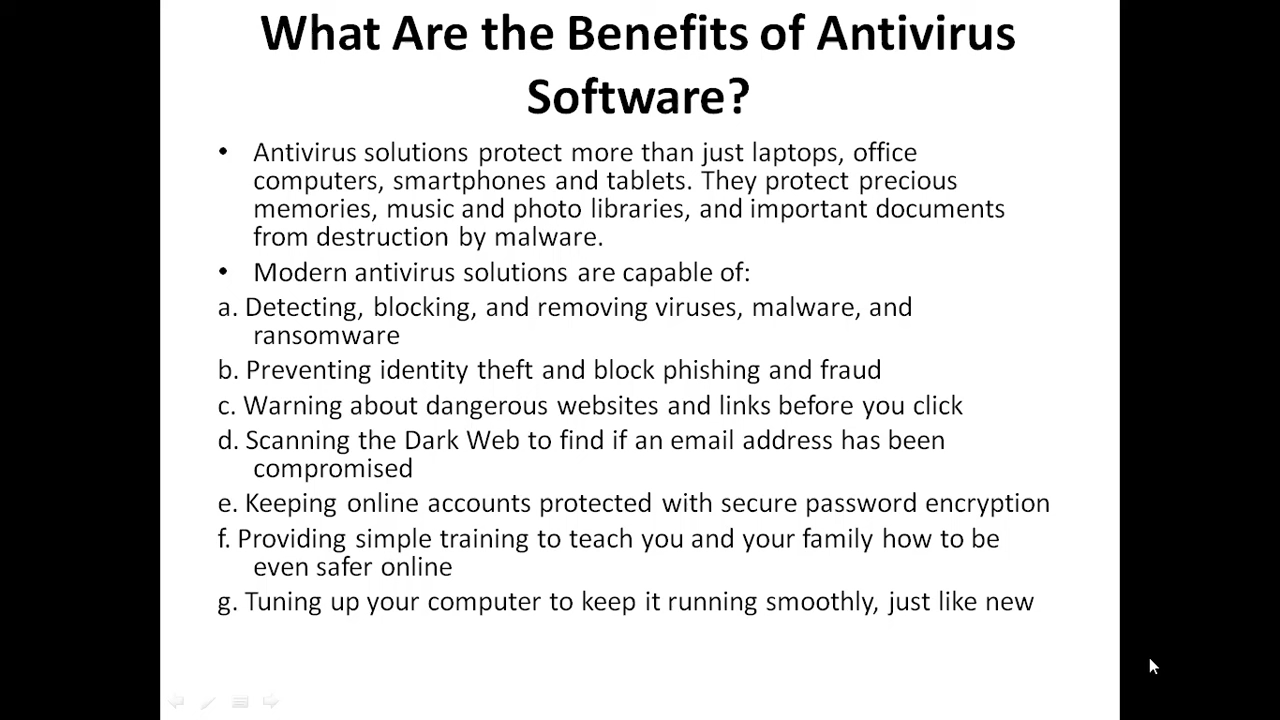 What Are the Benefits of Antivirus
Software?
• Antivirus solutions protect more than just laptops, office
computers, smartphones and tablets. They protect precious
memories, music and photo libraries, and important documents
from destruction by malware.
• Modern antivirus solutions are capable of:
a. Detecting, blocking, and removing viruses, malware, and
ransomware
b. Preventing identity theft and block phishing and fraud
c. Warning about dangerous websites and links before you click
d. Scanning the Dark Web to find if an email address has been
compromised
e. Keeping online accounts protected with secure password encryption
f. Providing simple training to teach you and your family how to be
even safer online
g. Tuning up your computer to keep it running smoothly, just like new